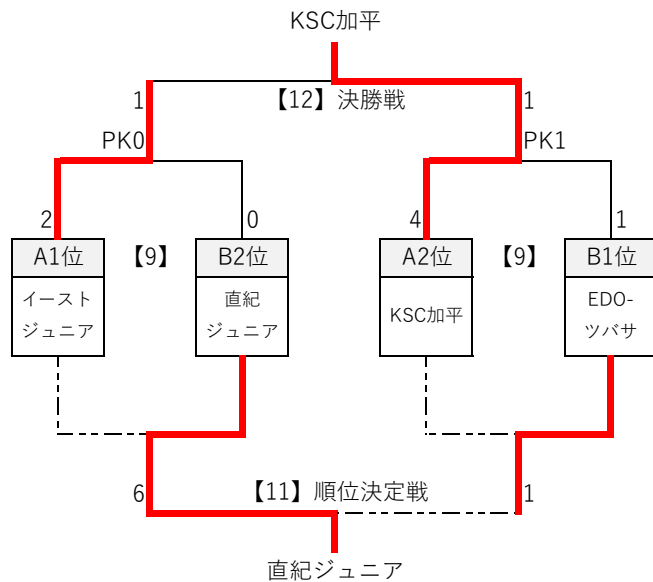 KSC加平
1
【12】決勝戦
1
PK0
PK1
2
0
4
1
A1位
【9】
B2位
A2位
【9】
B1位
イースト
ジュニア
直紀
ジュニア
KSC加平
EDO-
ツバサ
6
【11】順位決定戦
1
直紀ジュニア